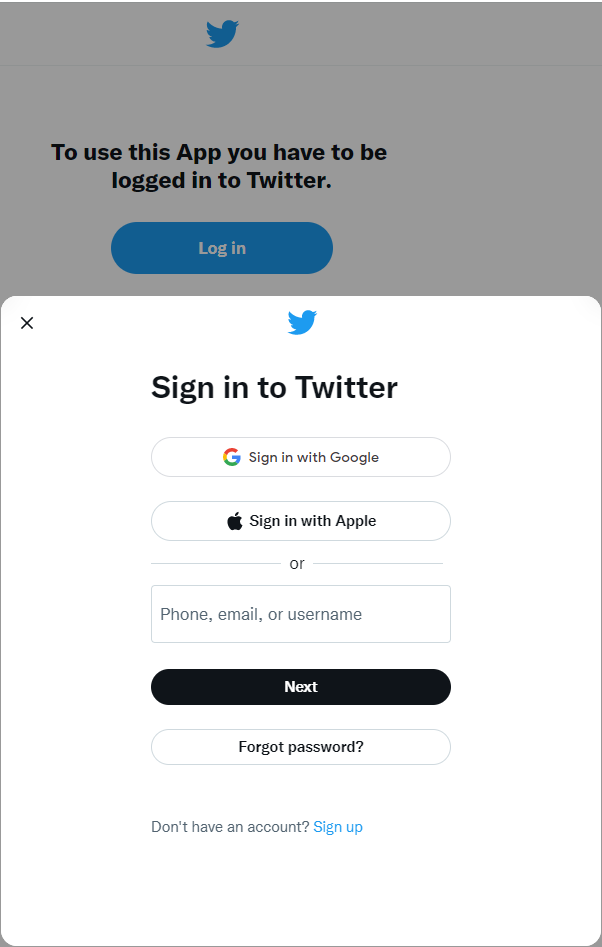 To use this App you have to be
logged in to Twitter.
Log in
Sign in to Twitter
Sign in with Google
Sign in with Apple
or
Phone, email, or username
Next
Forgot password?
Don't have an account? Sign up